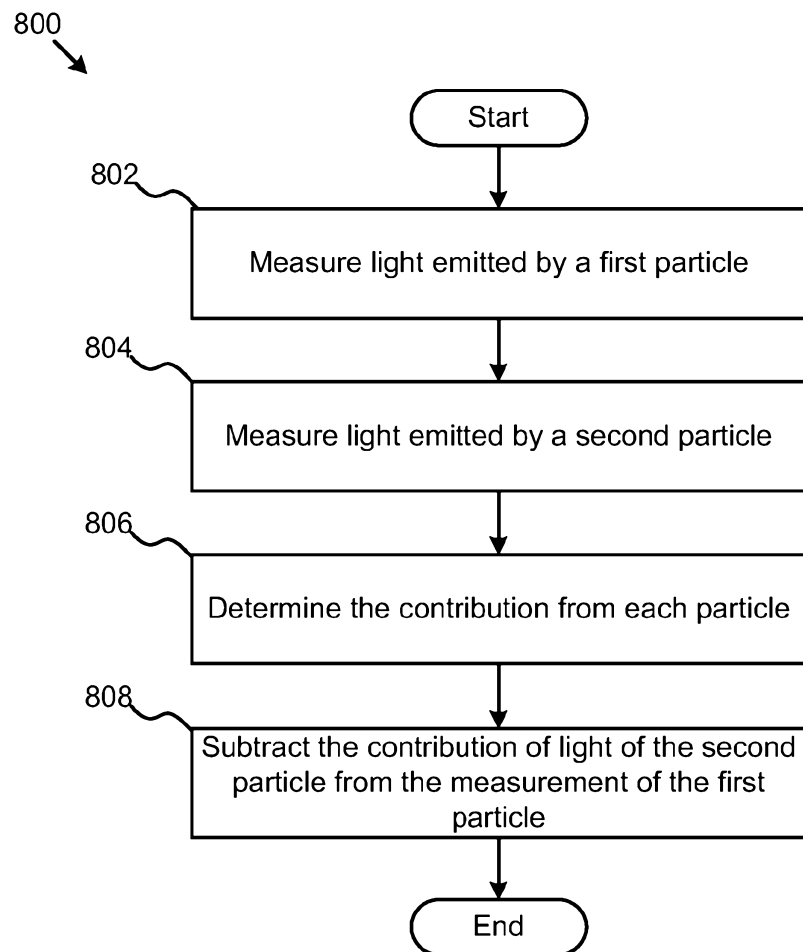 800
Start
802
Measure light emitted by a first particle
804
Measure light emitted by a second particle
806
Determine the contribution from each particle
808
Subtract the contribution of light of the second
particle from the measurement of the first
particle
End